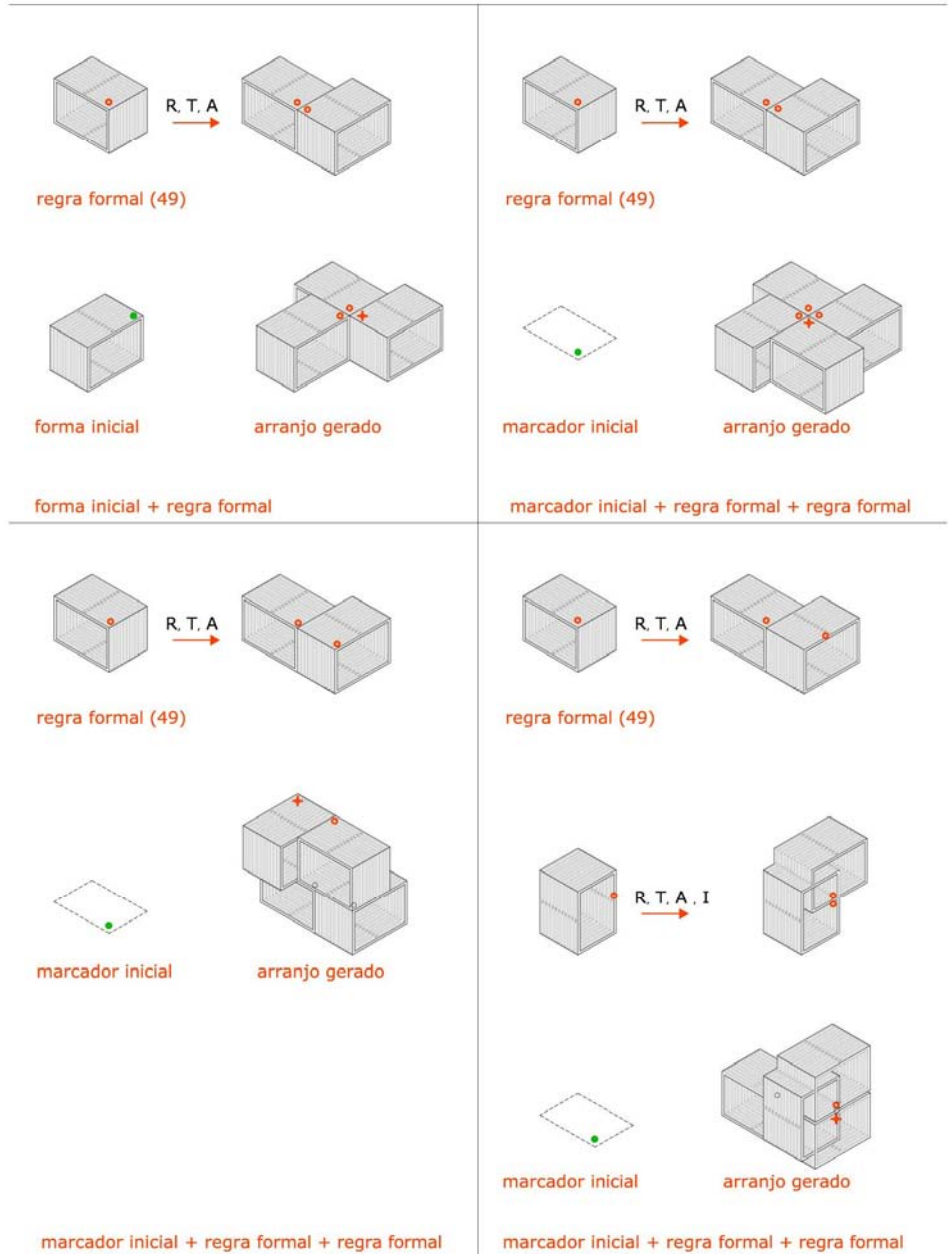 R, T, A
regra formal (49)
forma inicial
arranjo gerado
forma inicial + regra formal
R, T, A
regra formal (49)
marcador inicial
arranjo gerado
marcador inicial + regra formal + regra formal
R, T, A
regra formal (49)
marcador inicial
arranjo gerado
marcador inicial + regra formal + regra formal
R, T, A
regra formal (49)
R, T, A , I
marcador inicial
arranjo gerado
marcador inicial + regra formal + regra formal